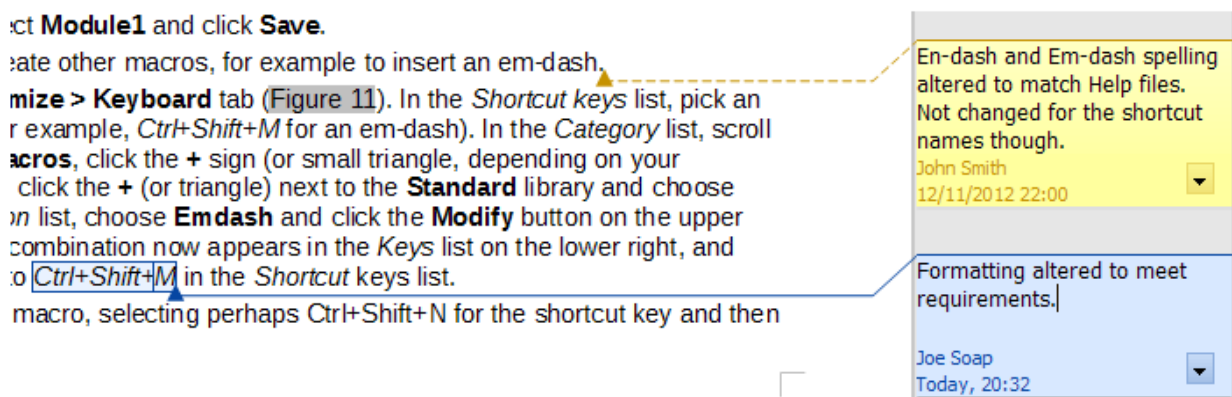 ct Module1 and click Save.
eate other macros, for example to insert an em-dash.
mize > Keyboard tab (Figure 11). In the Shortcut keys list, pick an
r example, Ctrl+Shift+M for an em-dash). In the Category list, scroll
acros, click the + sign (or small triangle, depending on your
click the + (or triangle) next to the Standard library and choose
on list, choose Emdash and click the Modify button on the upper
combination now appears in the Keys list on the lower right, and
to Ctrl+Shift+M in the Shortcut keys list.
macro, selecting perhaps Ctrl+Shift+N for the shortcut key and then
En-dash and Em-dash spelling
altered to match Help files.
Not changed for the shortcut
names though.
John Smith
12/11/2012 22:00
Formatting altered to meet
requirements.
Joe Soap
Today, 20:32